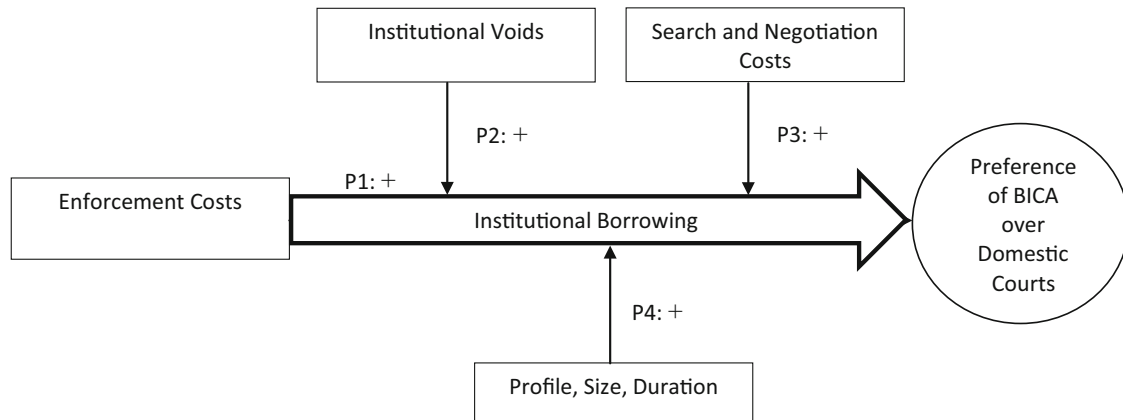 Institutional Voids
Search and Negotiation
Costs
P2: +
P3: +
P1: +
Enforcement Costs
Institutional Borrowing
Preference
of BICA
over
Domestic
Courts
P4: +
Profile, Size, Duration